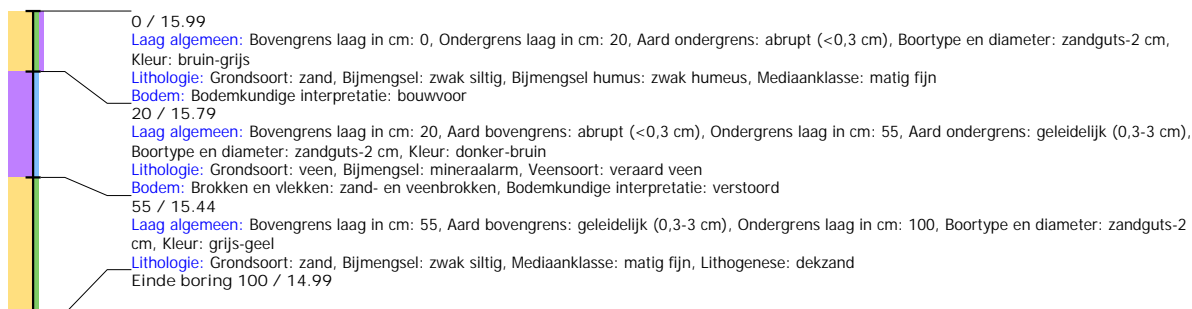 0 / 15.99
Laag algemeen: Bovengrens laag in cm: 0, Ondergrens laag in cm: 20, Aard ondergrens: abrupt (<0,3 cm), Boortype en diameter: zandguts-2 cm,
Kleur: bruin-grijs
Lithologie: Grondsoort: zand, Bijmengsel: zwak siltig, Bijmengsel humus: zwak humeus, Mediaanklasse: matig fijn
Bodem: Bodemkundige interpretatie: bouwvoor
20 / 15.79
Laag algemeen: Bovengrens laag in cm: 20, Aard bovengrens: abrupt (<0,3 cm), Ondergrens laag in cm: 55, Aard ondergrens: geleidelijk (0,3-3 cm),
Boortype en diameter: zandguts-2 cm, Kleur: donker-bruin
Lithologie: Grondsoort: veen, Bijmengsel: mineraalarm, Veensoort: veraard veen
Bodem: Brokken en vlekken: zand- en veenbrokken, Bodemkundige interpretatie: verstoord
55 / 15.44
Laag algemeen: Bovengrens laag in cm: 55, Aard bovengrens: geleidelijk (0,3-3 cm), Ondergrens laag in cm: 100, Boortype en diameter: zandguts-2
cm, Kleur: grijs-geel
Lithologie: Grondsoort: zand, Bijmengsel: zwak siltig, Mediaanklasse: matig fijn, Lithogenese: dekzand
Einde boring 100 / 14.99